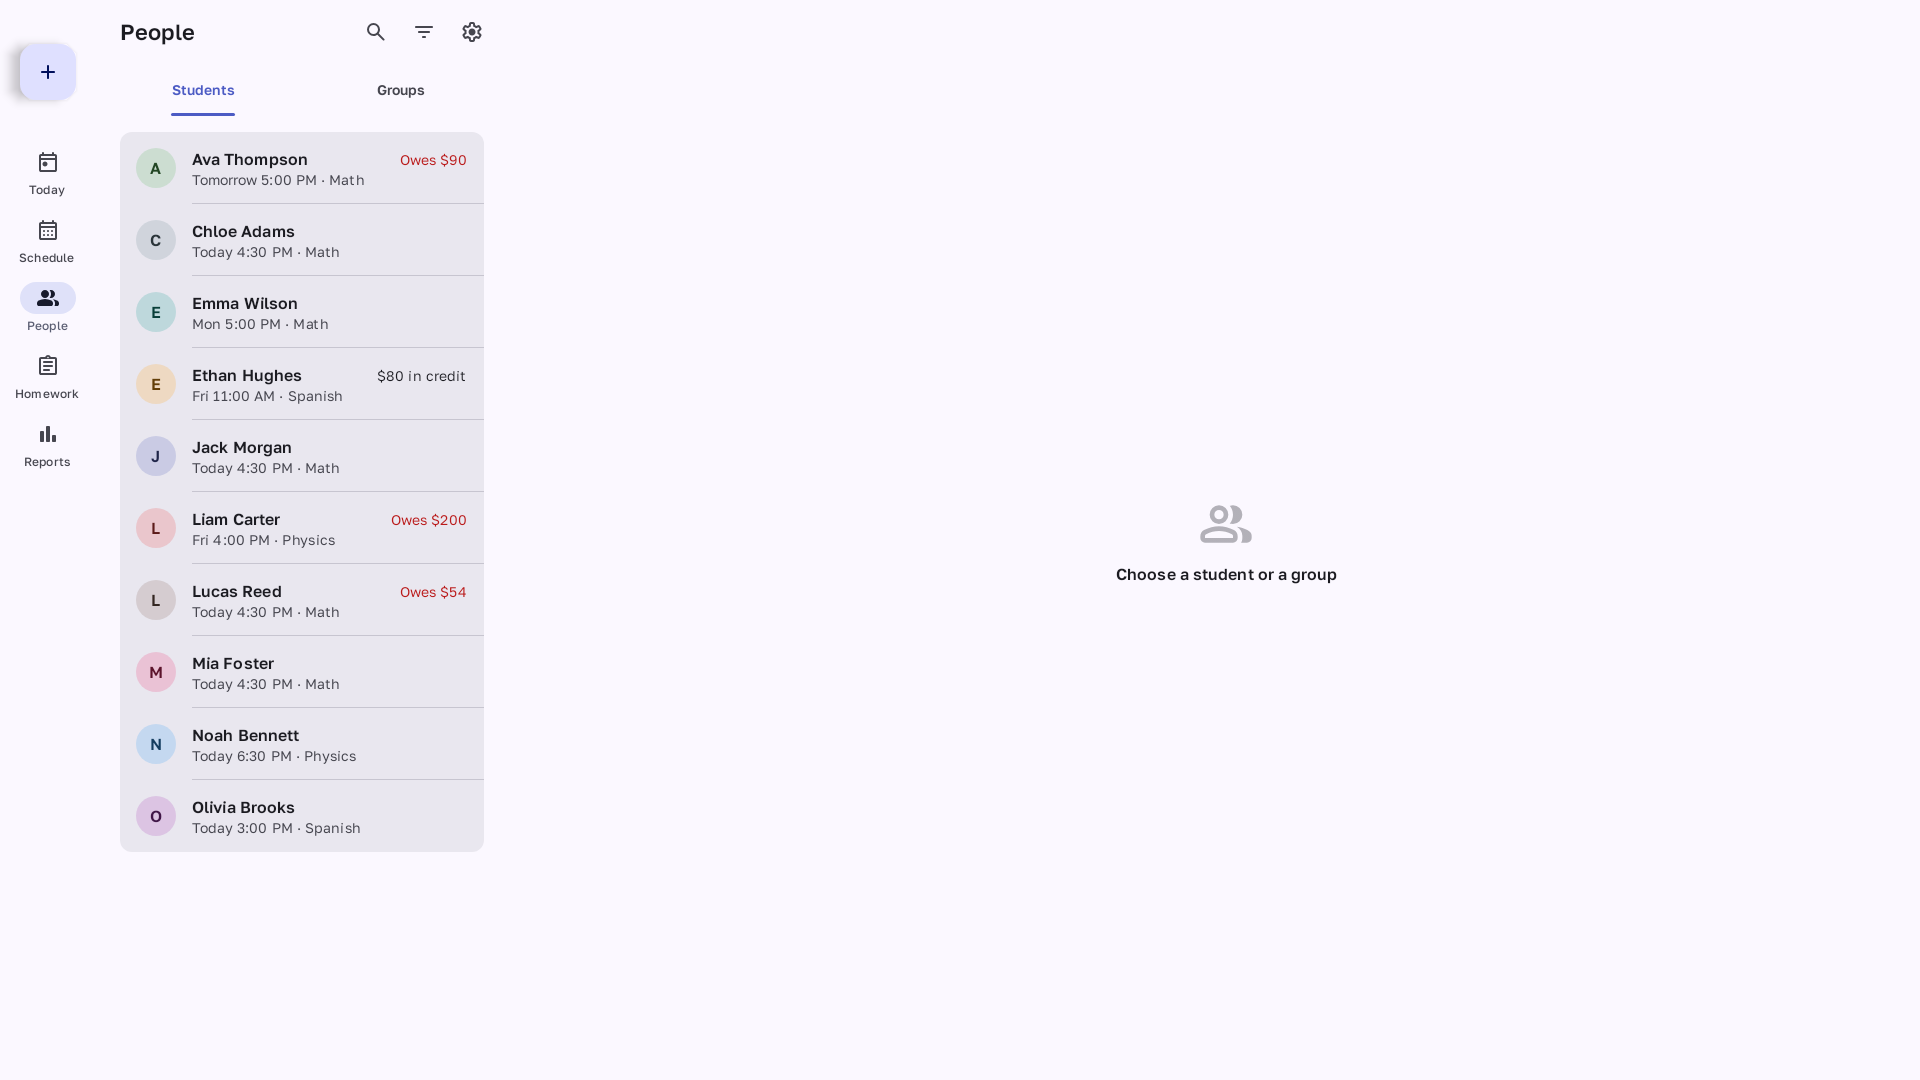 People
Students
Groups
Today
Schedule
People
Homework
Reports
A
Ava Thompson
Owes $90
Tomorrow 5:00 PM · Math
C
Chloe Adams
Today 4:30 PM · Math
E
Emma Wilson
Mon 5:00 PM · Math
E
Ethan Hughes
$80 in credit
Fri 11:00 AM · Spanish
J
Jack Morgan
Today 4:30 PM · Math
L
Liam Carter
Owes $200
Fri 4:00 PM · Physics
L
Lucas Reed
Owes $54
Today 4:30 PM · Math
M
Mia Foster
Today 4:30 PM · Math
N
Noah Bennett
Today 6:30 PM · Physics
O
Olivia Brooks
Today 3:00 PM · Spanish
Choose a student or a group